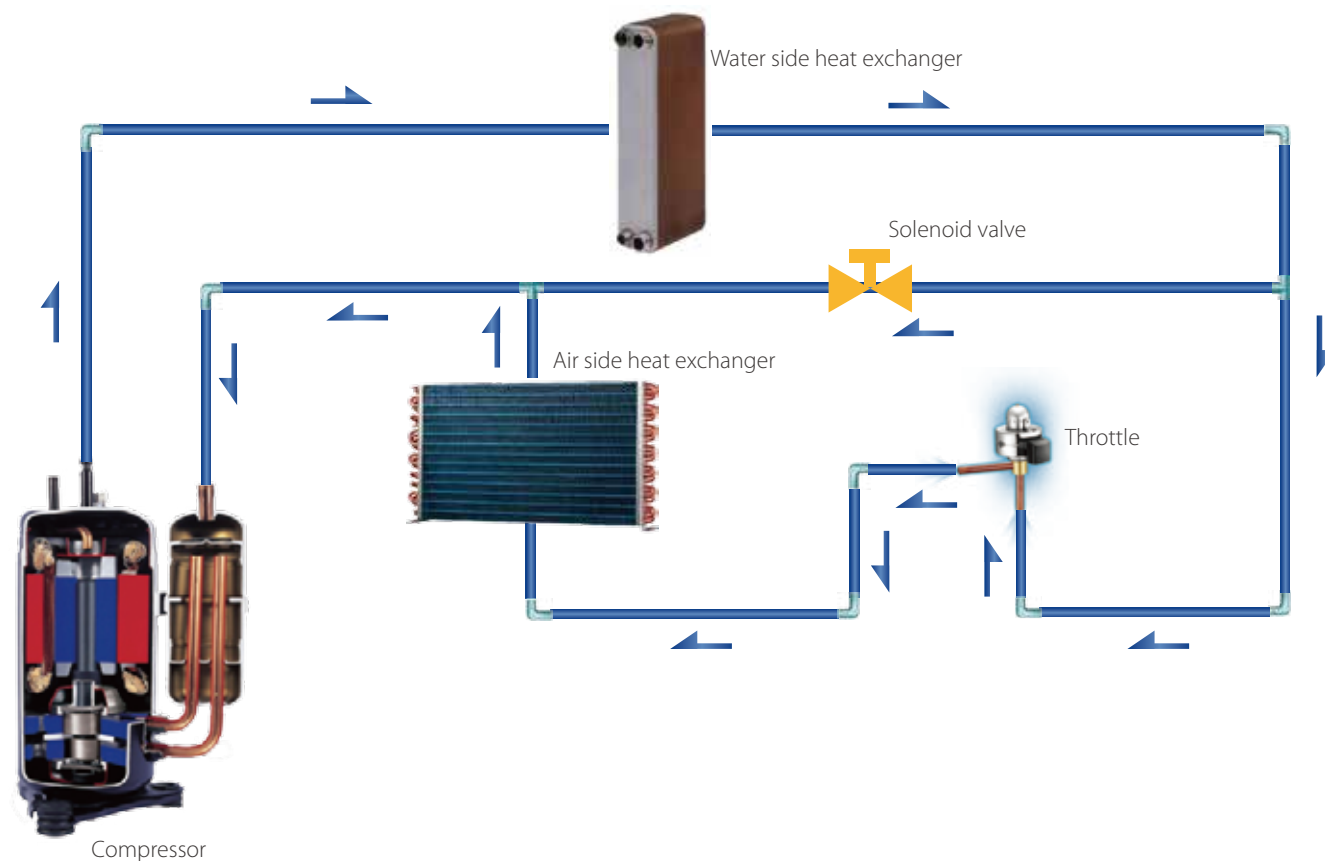 Water side heat exchanger
Solenoid valve
Air side heat exchanger
Throttle
Compressor